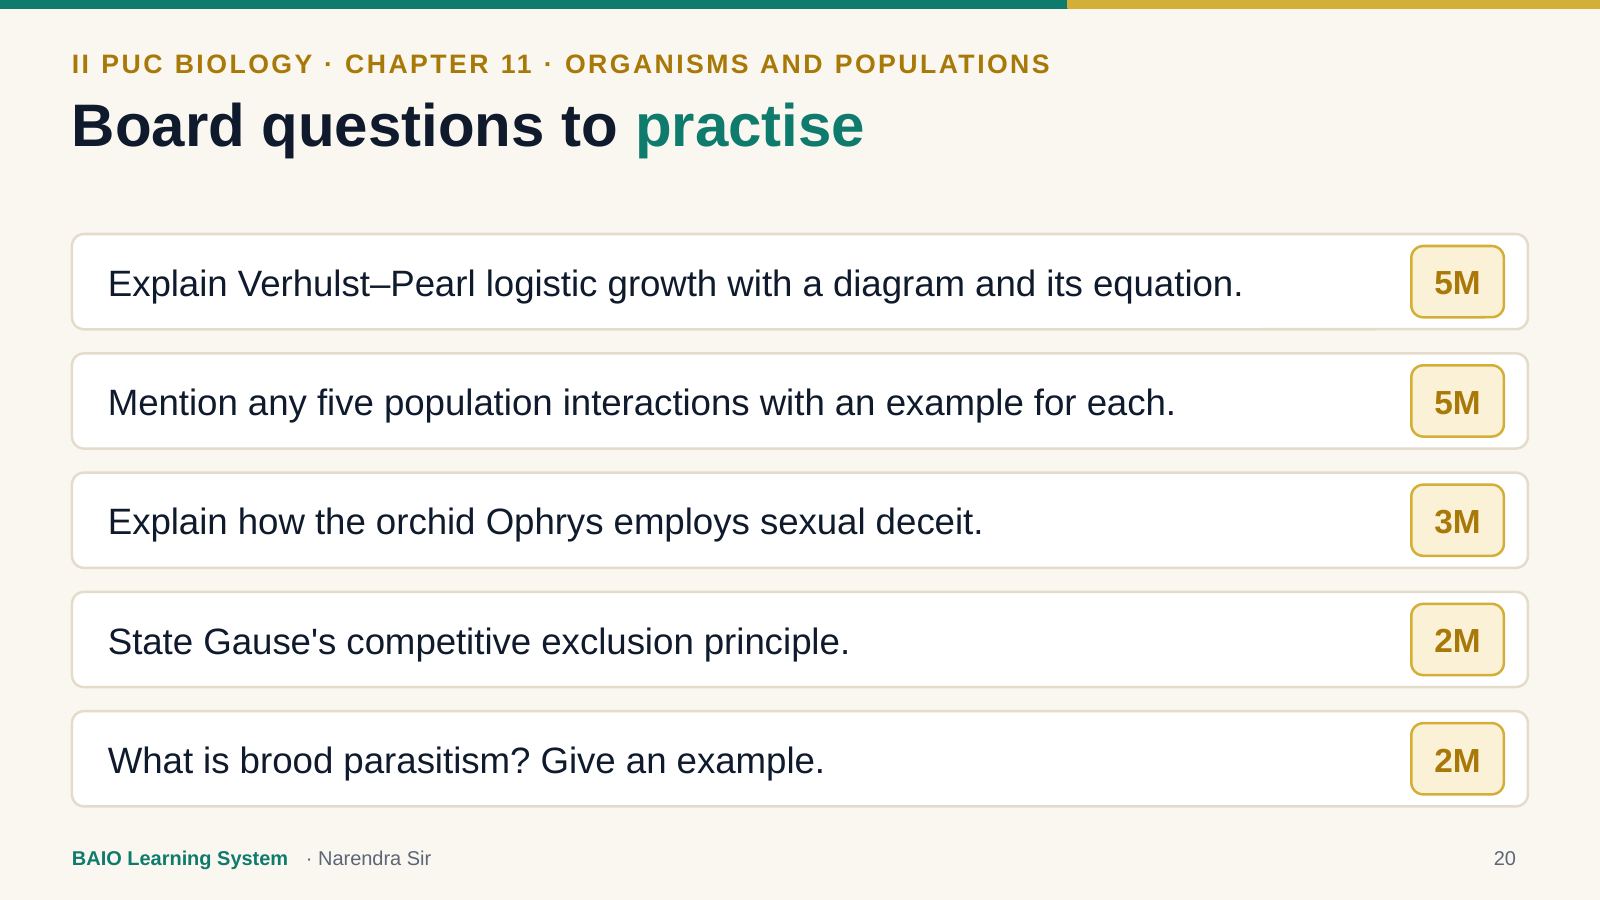 II PUC BIOLOGY · CHAPTER 11 · ORGANISMS AND POPULATIONS
Board questions to practise
Explain Verhulst–Pearl logistic growth with a diagram and its equation. 5M
Mention any five population interactions with an example for each. 5M
Explain how the orchid Ophrys employs sexual deceit. 3M
State Gause's competitive exclusion principle. 2M
What is brood parasitism? Give an example. 2M
BAIO Learning System · Narendra Sir 20